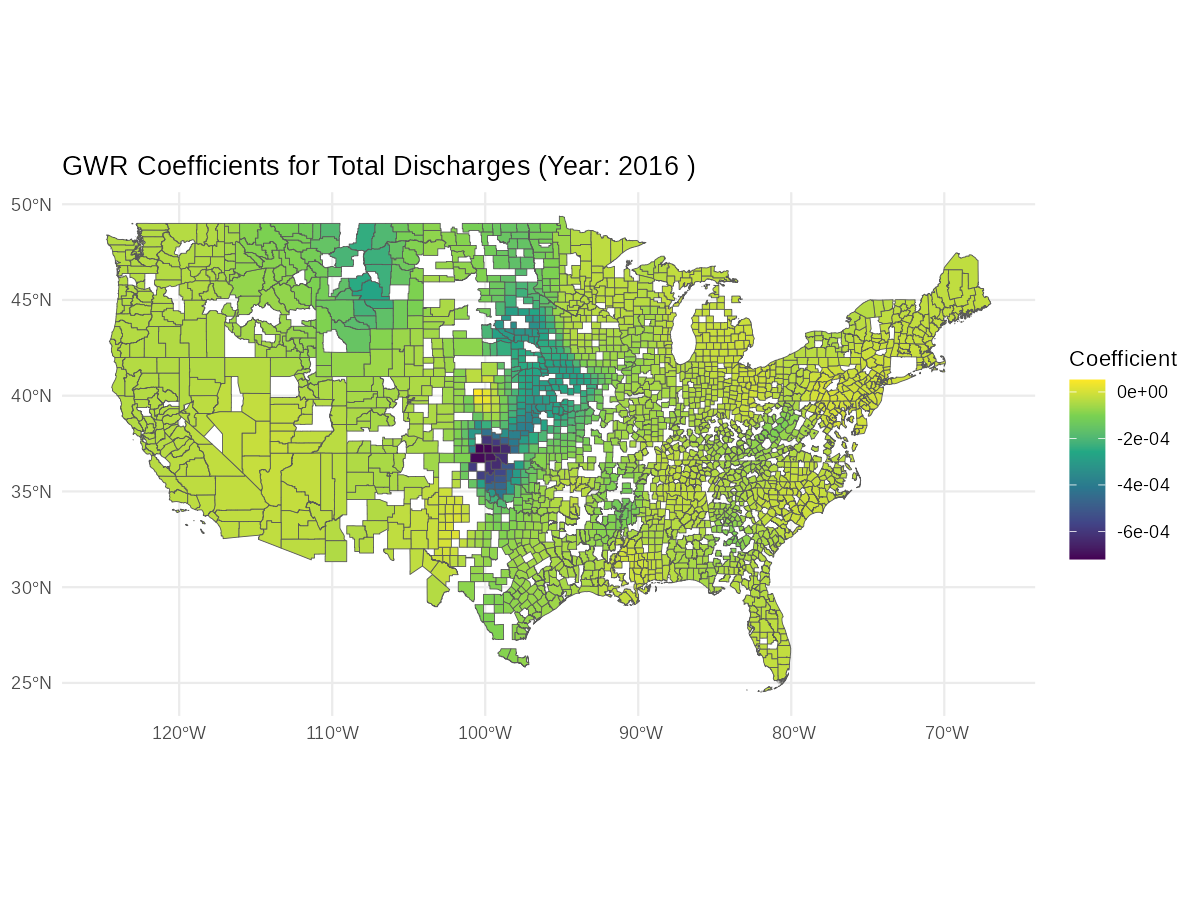 GWR Coefficients for Total Discharges (Year: 2016 )
50°N
45°N
40°N
35°N
30°N
25°N
120°W 110°W 100°W 90°W 80°W 70°W
Coefficient
0e+00
-2e-04
-4e-04
-6e-04